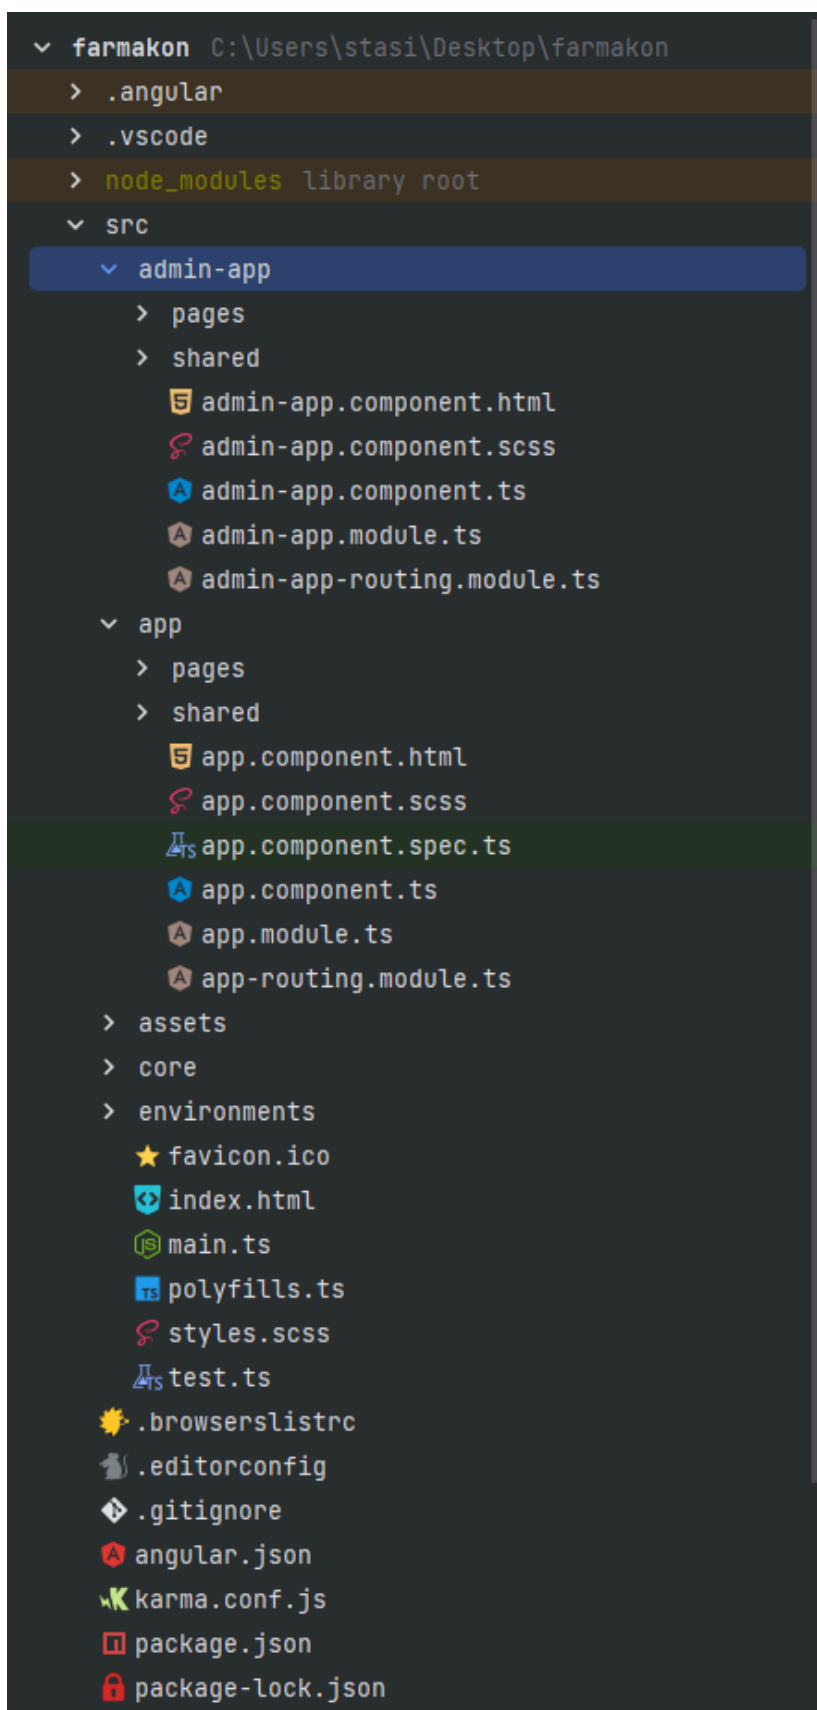 farmakon C:\Users\stasi\Desktop\farmakon
.angular
.vscode
node_modules library root
src
admin-app
pages
shared
admin-app.component.html
admin-app.component.scss
admin-app.component.ts
admin-app.module.ts
admin-app-routing.module.ts
app
pages
shared
app.component.html
app.component.scss
app.component.spec.ts
app.component.ts
app.module.ts
app-routing.module.ts
assets
core
environments
favicon.ico
index.html
main.ts
polyfills.ts
styles.scss
test.ts
.browserslistrc
.editorconfig
.gitignore
angular.json
karma.conf.js
package.json
package-lock.json